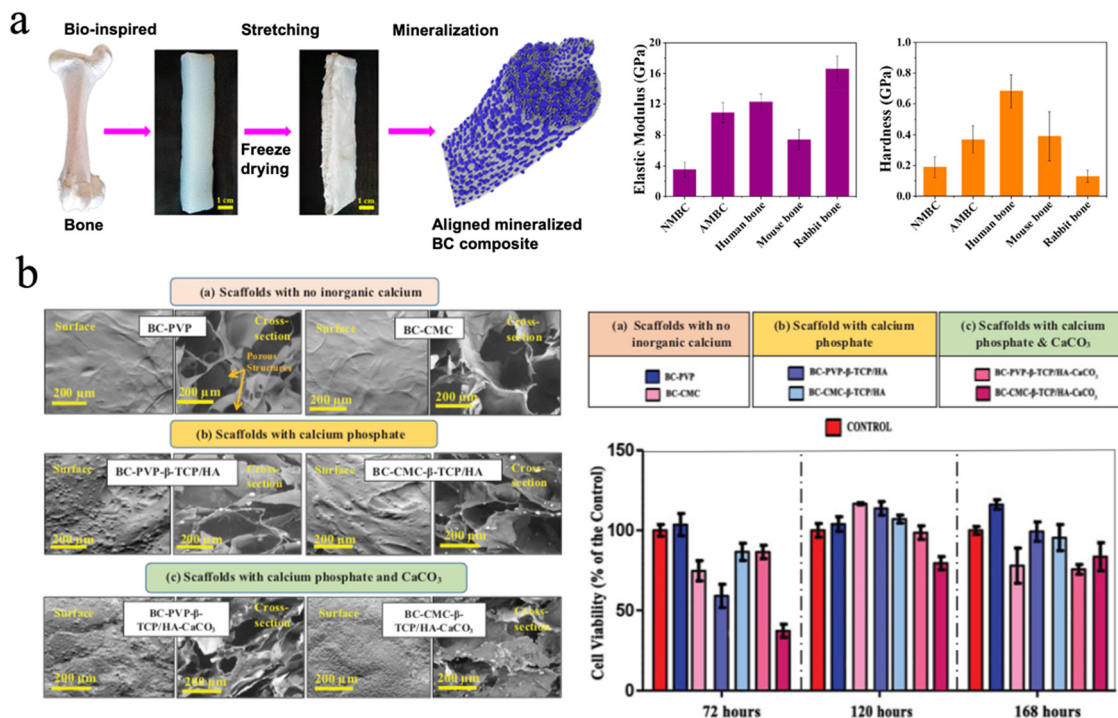 a
Bio-inspired
Stretching
Mineralization
Freeze
drying
1 cm
1 cm
Bone
Aligned mineralized
BC composite
Elastic Modulus (GPa)
20
16
12
8
4
0
NMBC
AMBC
Human bone
Mouse bone
Rabbit bone
Hardness (GPa)
1.0
0.8
0.6
0.4
0.2
0.0
NMBC
AMBC
Human bone
Mouse bone
Rabbit bone
b
(a) Scaffolds with no inorganic calcium
Surface
BC-PVP
Cross-
section
Porous
Structures
200 µm
200 µm
Surface
BC-CMC
Cross-
section
200 µm
200 µm
(b) Scaffolds with calcium phosphate
Surface
BC-PVP-β-TCP/HA
Cross-
section
200 µm
200 µm
Surface
BC-CMC-β-TCP/HA
Cross-
section
200 µm
200 µm
(c) Scaffolds with calcium phosphate and CaCO₃
Surface
BC-PVP-β-
TCP/HA-CaCO₃
Cross-
section
200 µm
200 µm
Surface
BC-CMC-β-
TCP/HA-CaCO₃
Cross-
section
200 µm
200 µm
(a) Scaffolds with no
inorganic calcium
(b) Scaffold with calcium
phosphate
(c) Scaffolds with calcium
phosphate & CaCO₃
BC-PVP
BC-CMC
BC-PVP-β-TCP/HA
BC-CMC-β-TCP/HA
BC-PVP-β-TCP/HA-CaCO₃
BC-CMC-β-TCP/HA-CaCO₃
CONTROL
Cell Viability (% of the Control)
150
100
50
0
72 hours
120 hours
168 hours